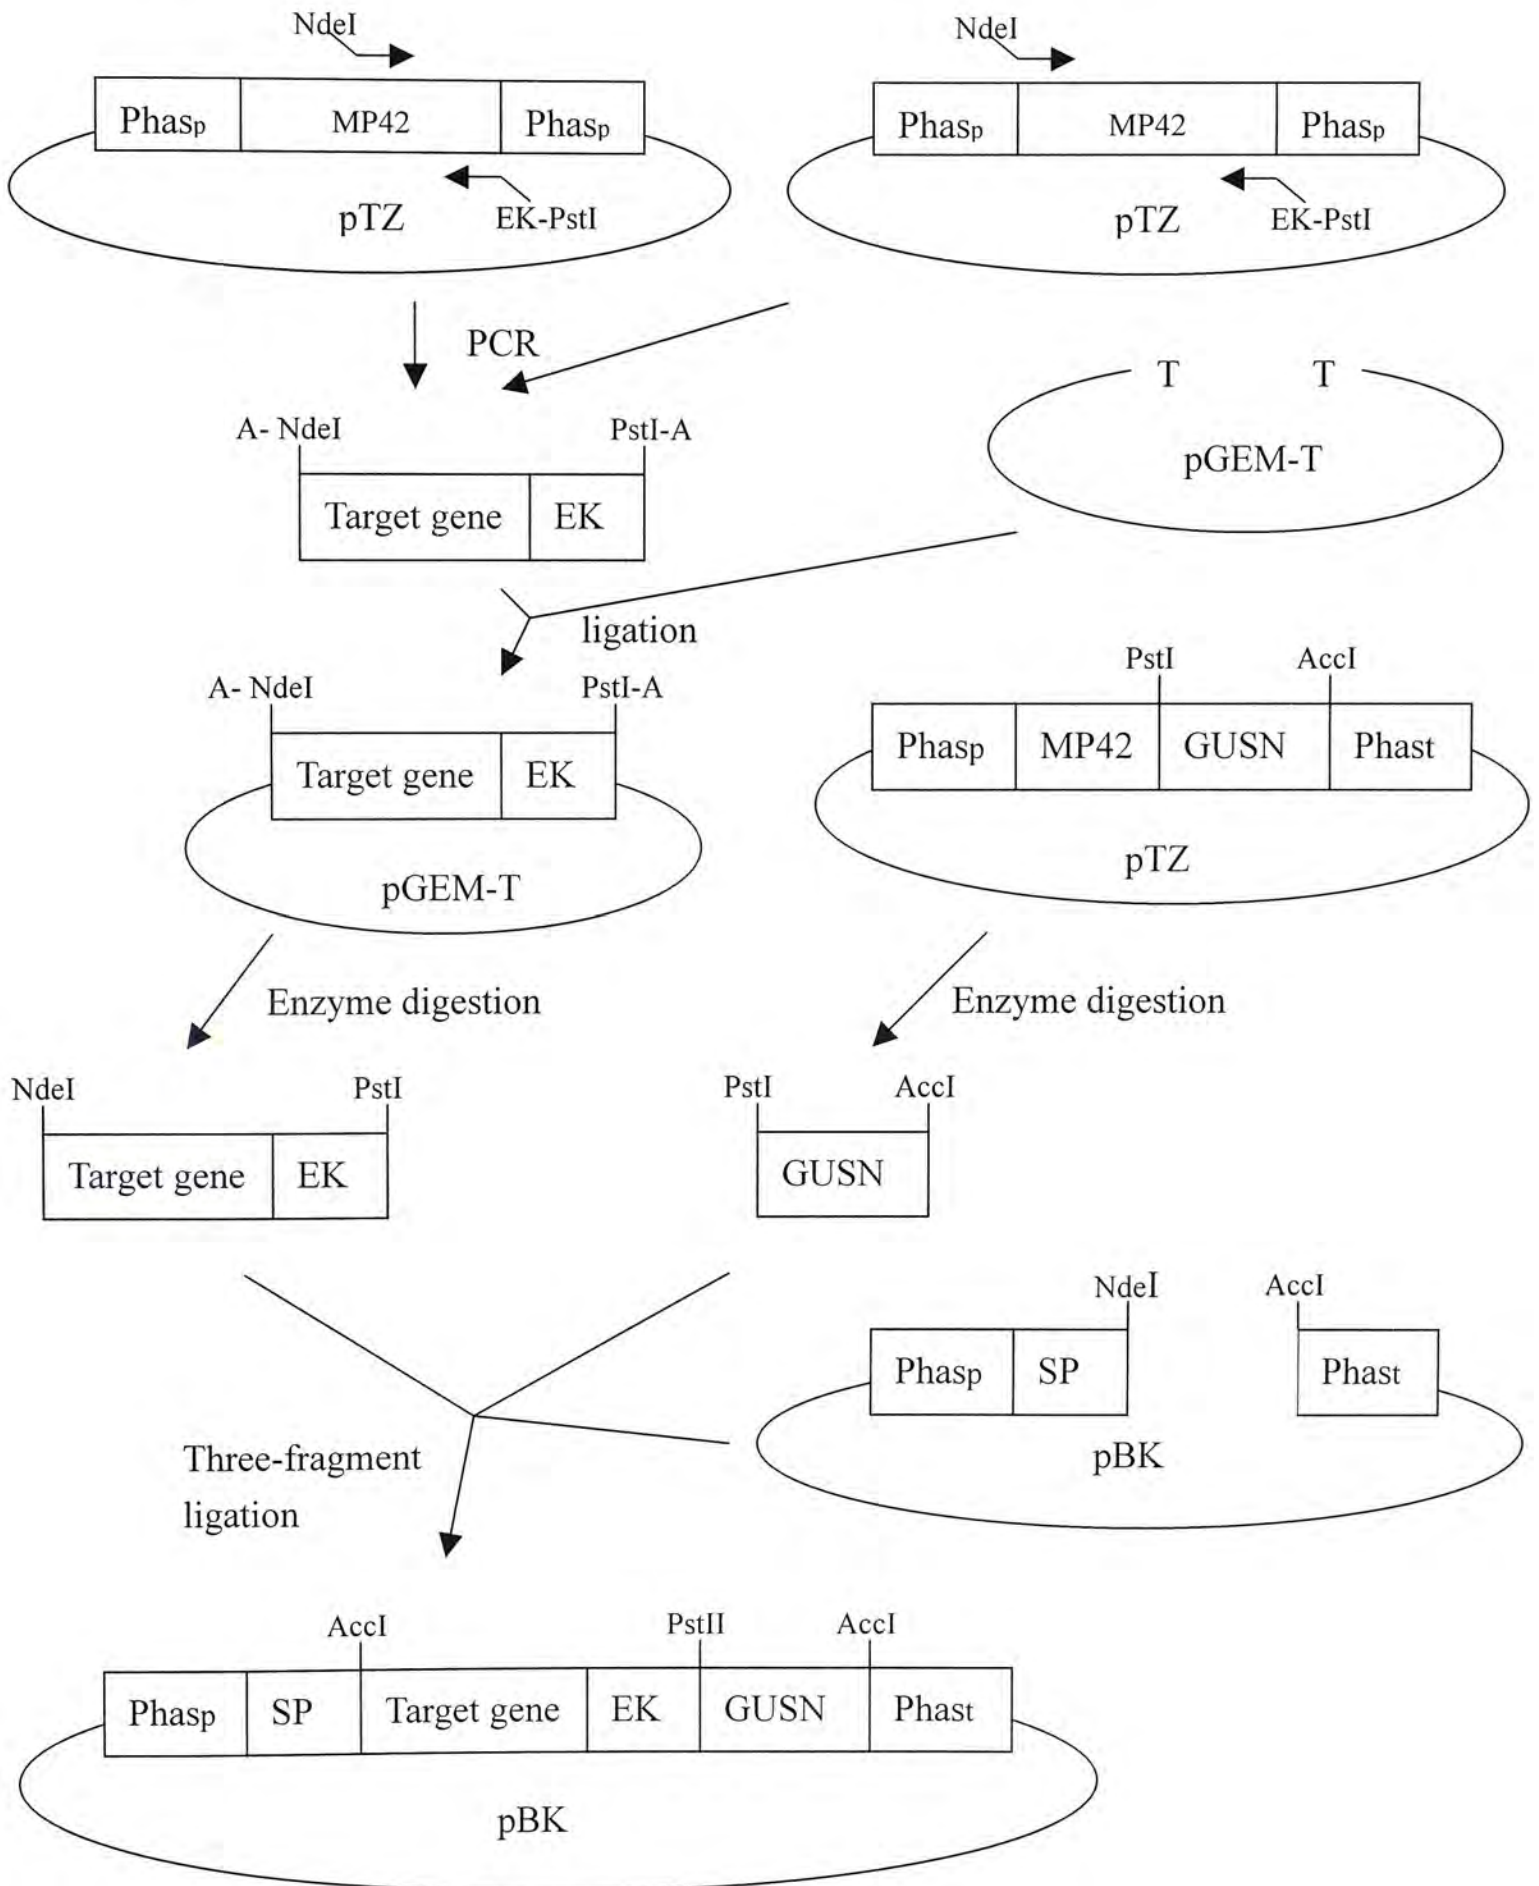 NdeI
NdeI
Phasp MP42 Phasp
Phasp MP42 Phasp
pTZ EK-PstI
pTZ EK-PstI
PCR
T T
pGEM-T
A- NdeI PstI-A
Target gene EK
ligation
A- NdeI PstI-A
Target gene EK
pGEM-T
PstI AccI
Phasp MP42 GUSN Phast
pTZ
Enzyme digestion
Enzyme digestion
NdeI PstI
Target gene EK
PstI AccI
GUSN
NdeI AccI
Phasp SP Phast
pBK
Three-fragment
ligation
AccI PstII AccI
Phasp SP Target gene EK GUSN Phast
pBK